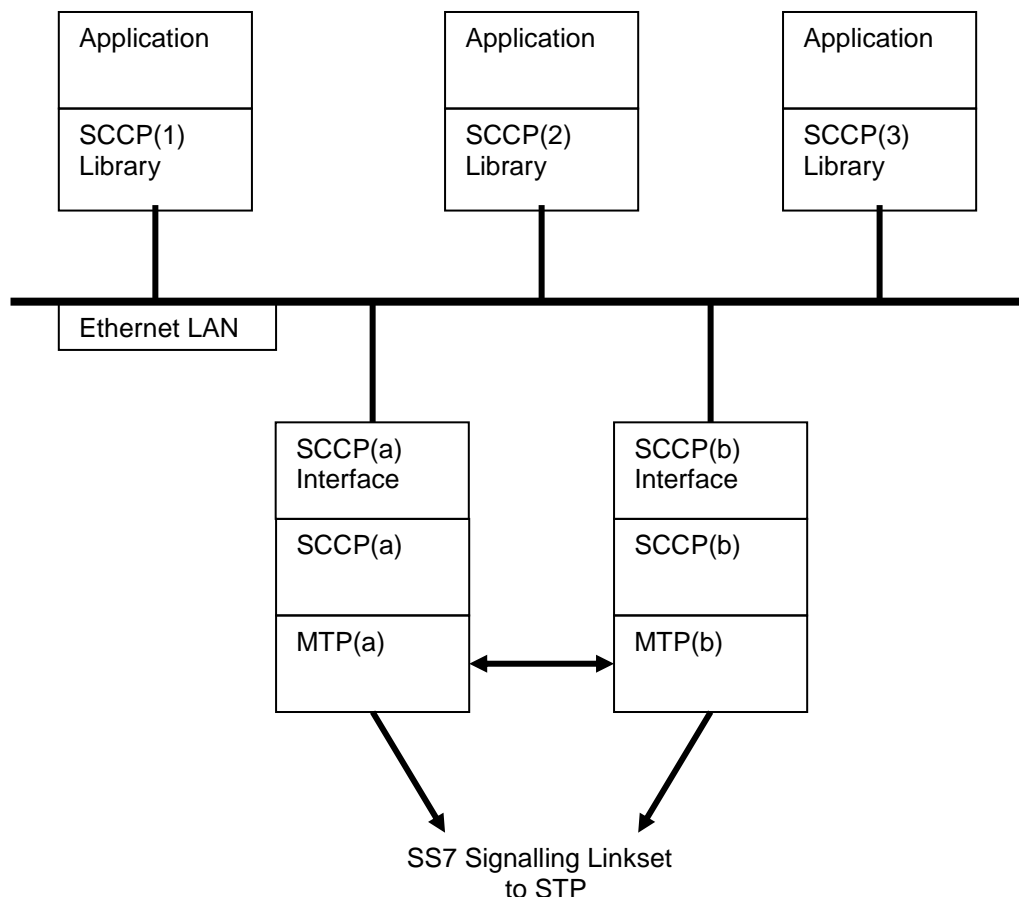 Application
Application
Application
SCCP(1)
Library
SCCP(2)
Library
SCCP(3)
Library
Ethernet LAN
SCCP(a)
Interface
SCCP(b)
Interface
SCCP(a)
SCCP(b)
MTP(a)
MTP(b)
SS7 Signalling Linkset
to STP